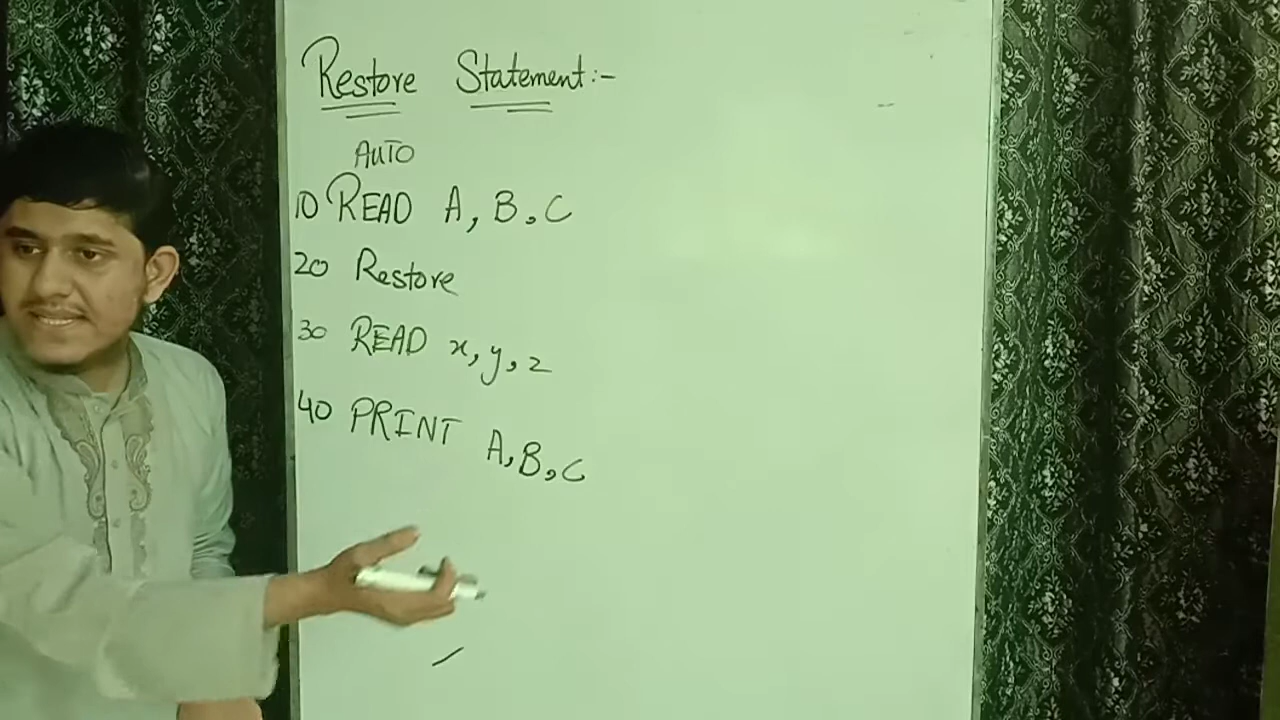 Restore Statement:-
AUTO
10 READ A, B, C
20 Restore
30 READ x, y, z
40 PRINT A, B, C